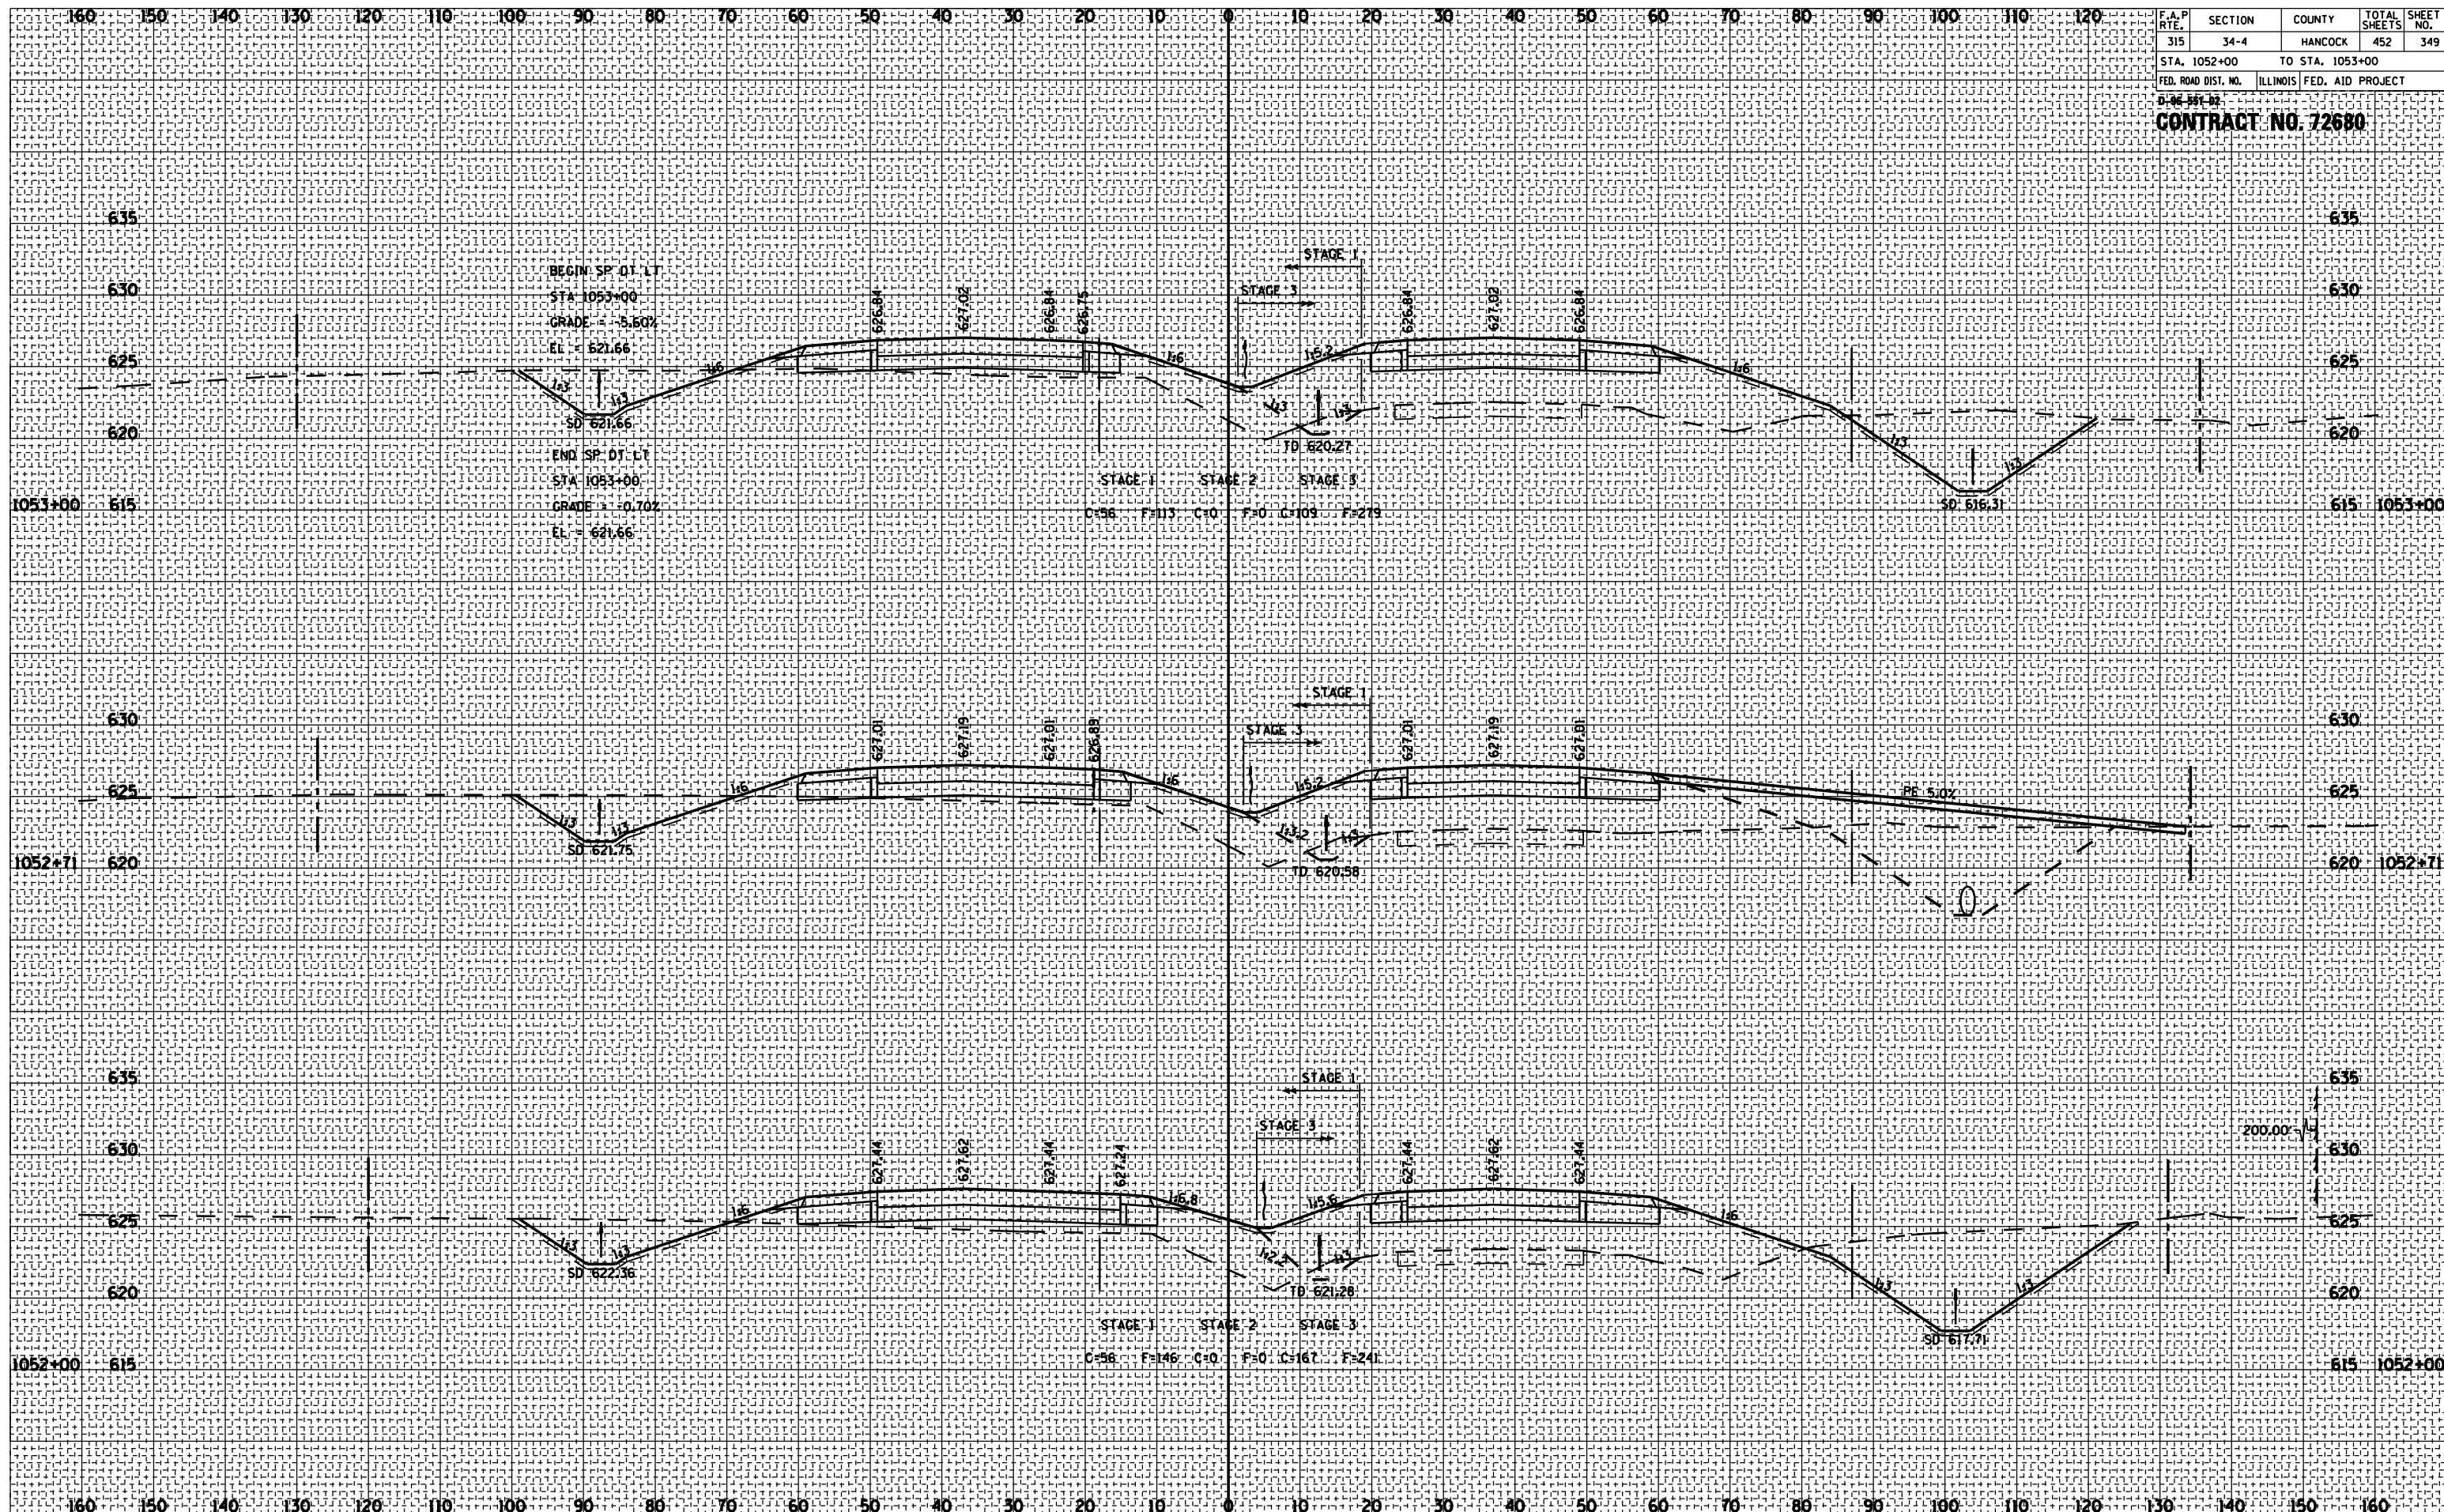 160 150 140 130 120 110 100 90 80 70 60 50 40 30 20 10 0 10 20 30 40 50 60 70 80 90 100 110 120
F.A.P RTE. SECTION COUNTY TOTAL SHEETS SHEET NO.
315 34-4 HANCOCK 452 349
STA. 1052+00 TO STA. 1053+00
FED. ROAD DIST. NO. ILLINOIS FED. AID PROJECT
D-96-551-02
CONTRACT NO. 72680
635 635
STAGE 1
BEGIN SP DT LT
630 STAGE 3 630
STA 1053+00
626.84 627.02 626.84 626.75 626.84 627.02 626.84
GRADE = -5.60%
EL = 621.66
625 1:6 1:6 1:5.2 1:6 625
1:3 1:3 1:3 1:3
SD 621.66
620 1:3 620
TD 620.27
END SP DT LT
1:3
STA 1053+00 STAGE 1 STAGE 2 STAGE 3
1053+00 615 GRADE = -0.70% SD 616.31 615 1053+00
C=56 F=113 C=0 F=0 C=109 F=279
EL = 621.66
STAGE 1
630 STAGE 3 630
627.01 627.19 627.01 626.89 627.01 627.19 627.01
625 1:6 1:6 1:5.2 PE 5.0% 625
1:3 1:3 1:3.2 1:3
SD 621.75
1052+71 620 TD 620.58 620 1052+71
635 STAGE 1 635
STAGE 3 200.00'
630 630
627.44 627.62 627.44 627.24 627.44 627.62 627.44
1:6 1:6.8 1:5.6 1:6
625 625
1:3 1:3 1:2.2 1:3
SD 622.36
620 TD 621.28 1:3 1:3 620
STAGE 1 STAGE 2 STAGE 3
SD 617.71
C=56 F=146 C=0 F=0 C=167 F=241
1052+00 615 615 1052+00
160 150 140 130 120 110 100 90 80 70 60 50 40 30 20 10 0 10 20 30 40 50 60 70 80 90 100 110 120 130 140 150 160